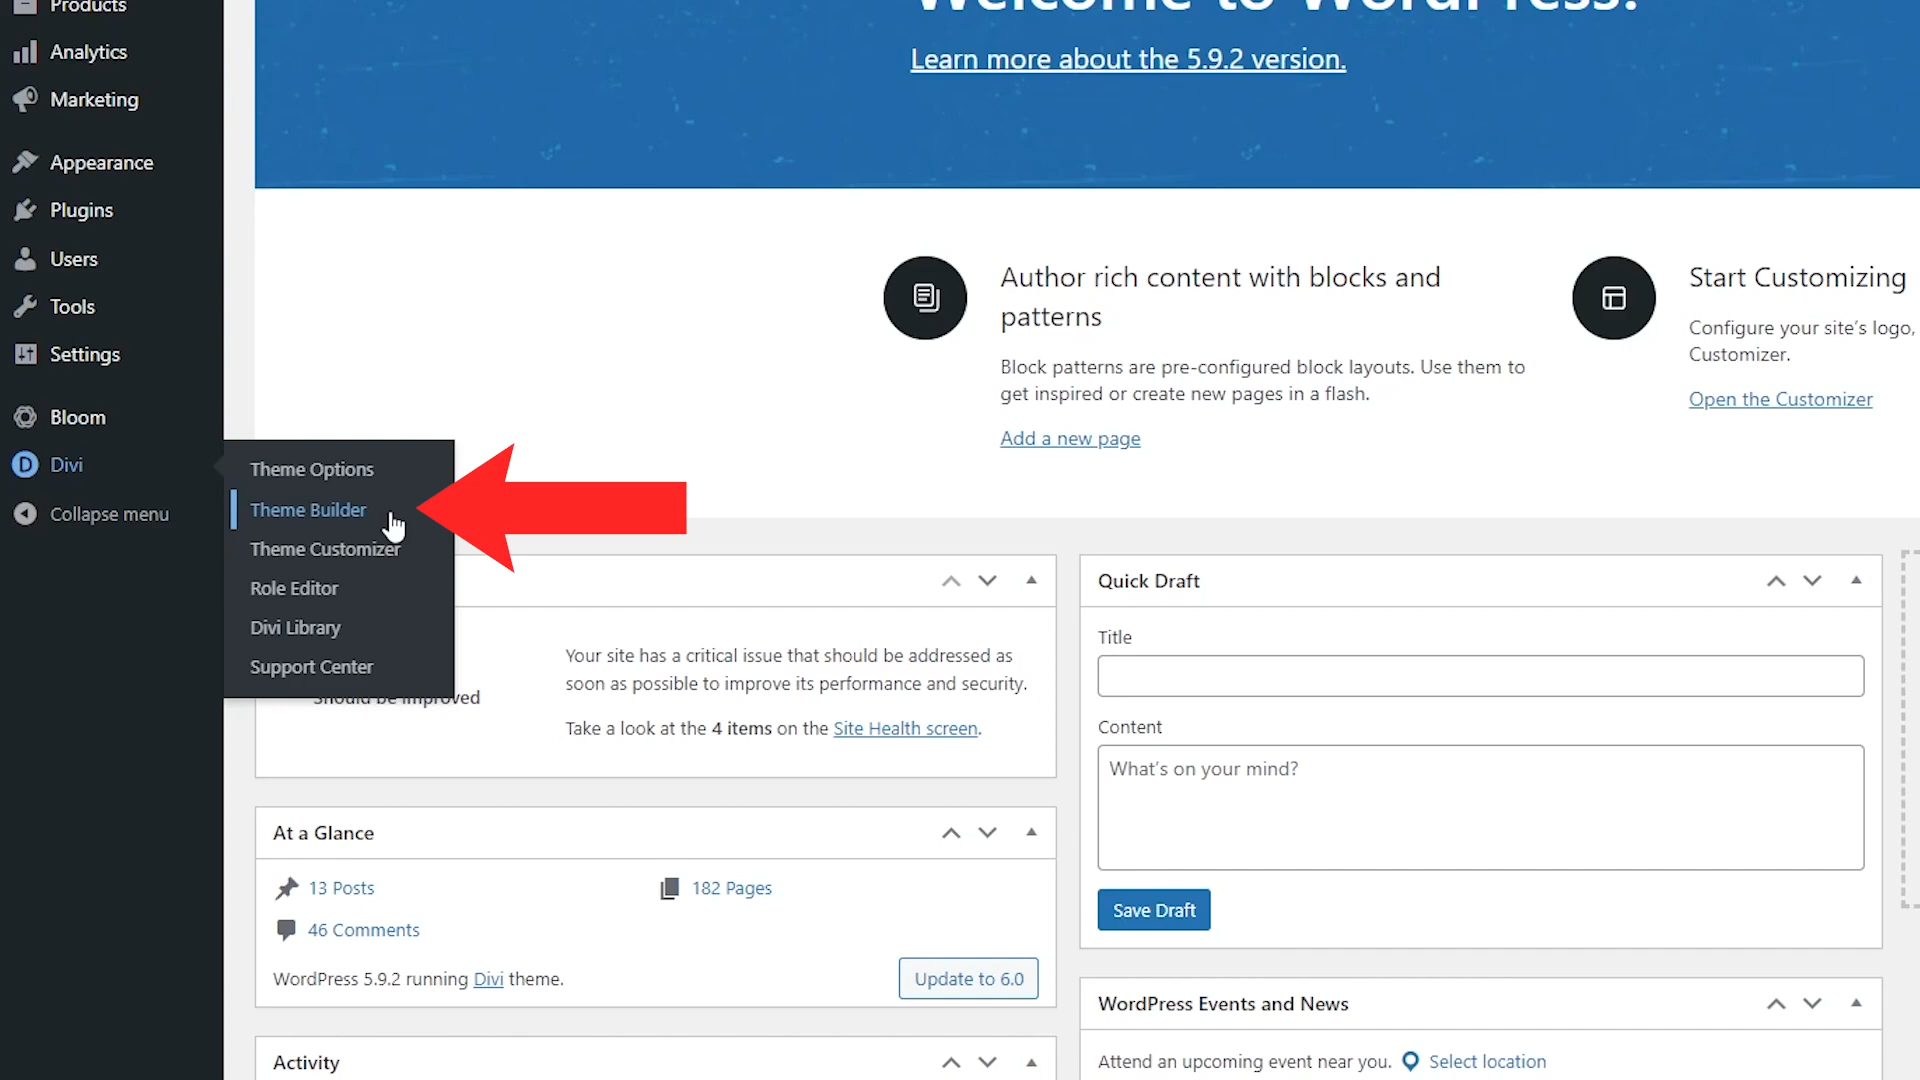 Products
Analytics
Marketing
Appearance
Plugins
Users
Tools
Settings
Bloom
Divi
Collapse menu
Theme Options
Theme Builder
Theme Customizer
Role Editor
Divi Library
Support Center
Welcome to WordPress!
Learn more about the 5.9.2 version.
Author rich content with blocks and
patterns
Block patterns are pre-configured block layouts. Use them to
get inspired or create new pages in a flash.
Add a new page
Start Customizing
Configure your site's logo,
Customizer.
Open the Customizer
Should be improved
Your site has a critical issue that should be addressed as
soon as possible to improve its performance and security.
Take a look at the 4 items on the Site Health screen.
At a Glance
13 Posts
182 Pages
46 Comments
WordPress 5.9.2 running Divi theme.
Update to 6.0
Activity
Quick Draft
Title
Content
What's on your mind?
Save Draft
WordPress Events and News
Attend an upcoming event near you. Select location